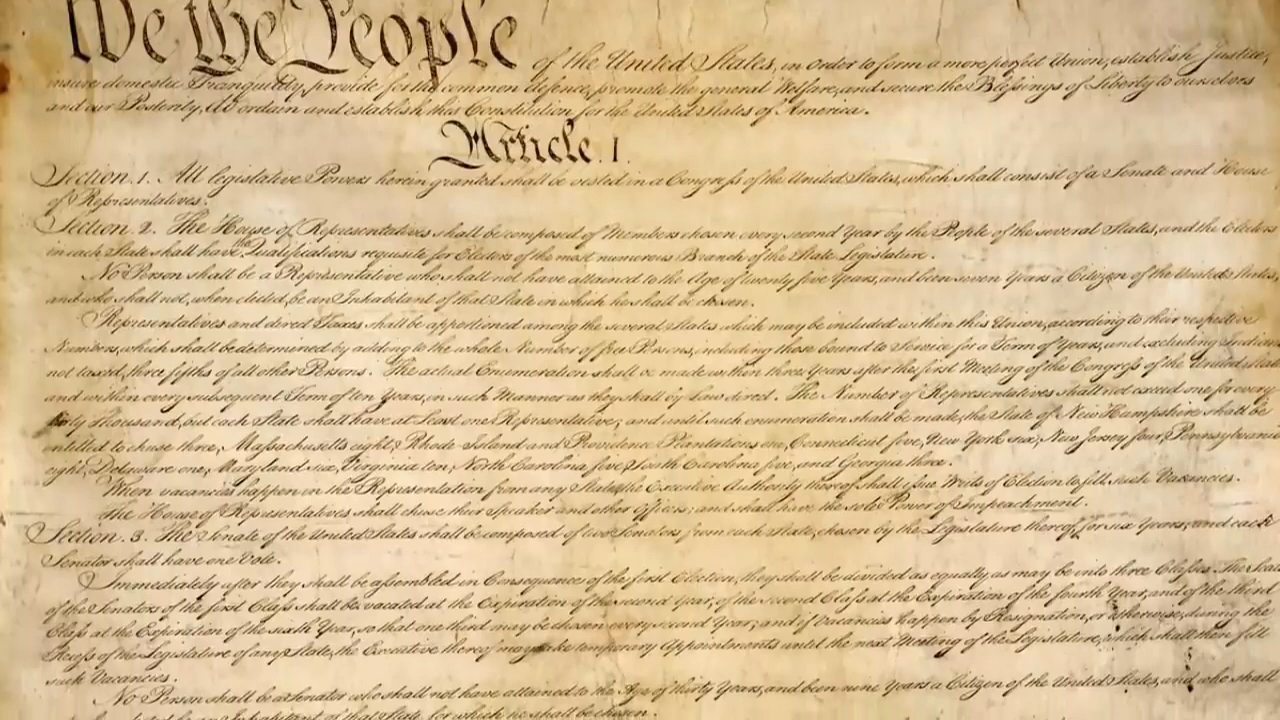 We the People of the United States, in Order to form a more perfect Union, establish Justice,
insure domestic Tranquility, provide for the common defence, promote the general Welfare, and secure the Blessings of Liberty to ourselves
and our Posterity, do ordain and establish this Constitution for the United States of America.
Article. I.
Section. 1. All legislative Powers herein granted shall be vested in a Congress of the United States, which shall consist of a Senate and House
of Representatives.
Section. 2. The House of Representatives shall be composed of Members chosen every second Year by the People of the several States, and the Electors
in each State shall have the Qualifications requisite for Electors of the most numerous Branch of the State Legislature.
No Person shall be a Representative who shall not have attained to the Age of twenty five Years, and been seven Years a Citizen of the United States,
and who shall not, when elected, be an Inhabitant of that State in which he shall be chosen.
Representatives and direct Taxes shall be apportioned among the several States which may be included within this Union, according to their respective
Numbers, which shall be determined by adding to the whole Number of free Persons, including those bound to Service for a Term of Years, and excluding Indians
not taxed, three fifths of all other Persons. The actual Enumeration shall be made within three Years after the first Meeting of the Congress of the United States,
and within every subsequent Term of ten Years, in such Manner as they shall by Law direct. The Number of Representatives shall not exceed one for every
thirty Thousand, but each State shall have at Least one Representative; and until such enumeration shall be made, the State of New Hampshire shall be
entitled to chuse three, Massachusetts eight, Rhode-Island and Providence Plantations one, Connecticut five, New York six, New Jersey four, Pennsylvania
eight, Delaware one, Maryland six, Virginia ten, North Carolina five, South Carolina five, and Georgia three.
When vacancies happen in the Representation from any State, the Executive Authority thereof shall issue Writs of Election to fill such Vacancies.
The House of Representatives shall chuse their Speaker and other Officers; and shall have the sole Power of Impeachment.
Section. 3. The Senate of the United States shall be composed of two Senators from each State, chosen by the Legislature thereof, for six Years; and each
Senator shall have one Vote.
Immediately after they shall be assembled in Consequence of the first Election, they shall be divided as equally as may be into three Classes. The Seats
of the Senators of the first Class shall be vacated at the Expiration of the second Year, of the second Class at the Expiration of the fourth Year, and of the third
Class at the Expiration of the sixth Year, so that one third may be chosen every second Year; and if Vacancies happen by Resignation, or otherwise, during the
Recess of the Legislature of any State, the Executive thereof may make temporary Appointments until the next Meeting of the Legislature, which shall then fill
such Vacancies.
No Person shall be a Senator who shall not have attained to the Age of thirty Years, and been nine Years a Citizen of the United States, and who shall
not, when elected, be an Inhabitant of that State for which he shall be chosen.